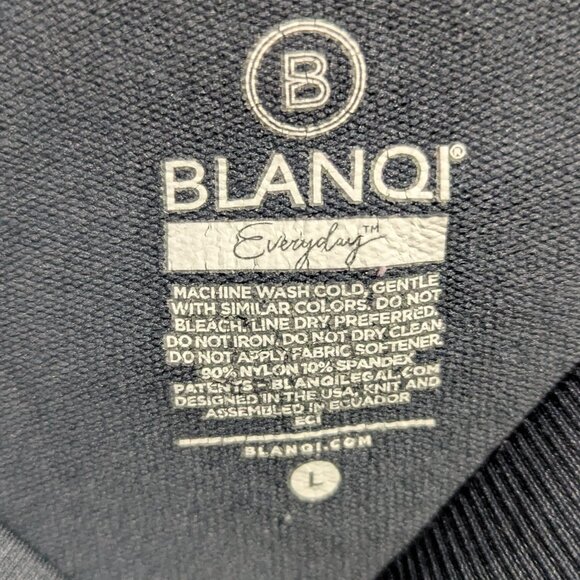 B
BLANQI®
Everyday™
MACHINE WASH COLD, GENTLE
WITH SIMILAR COLORS, DO NOT
BLEACH. LINE DRY PREFERRED.
DO NOT IRON, DO NOT DRY CLEAN,
DO NOT APPLY FABRIC SOFTENER.
90% NYLON 10% SPANDEX
PATENTS - BLANQILEGAL.COM
DESIGNED IN THE USA. KNIT AND
ASSEMBLED IN ECUADOR
EC1
BLANQI.COM
L